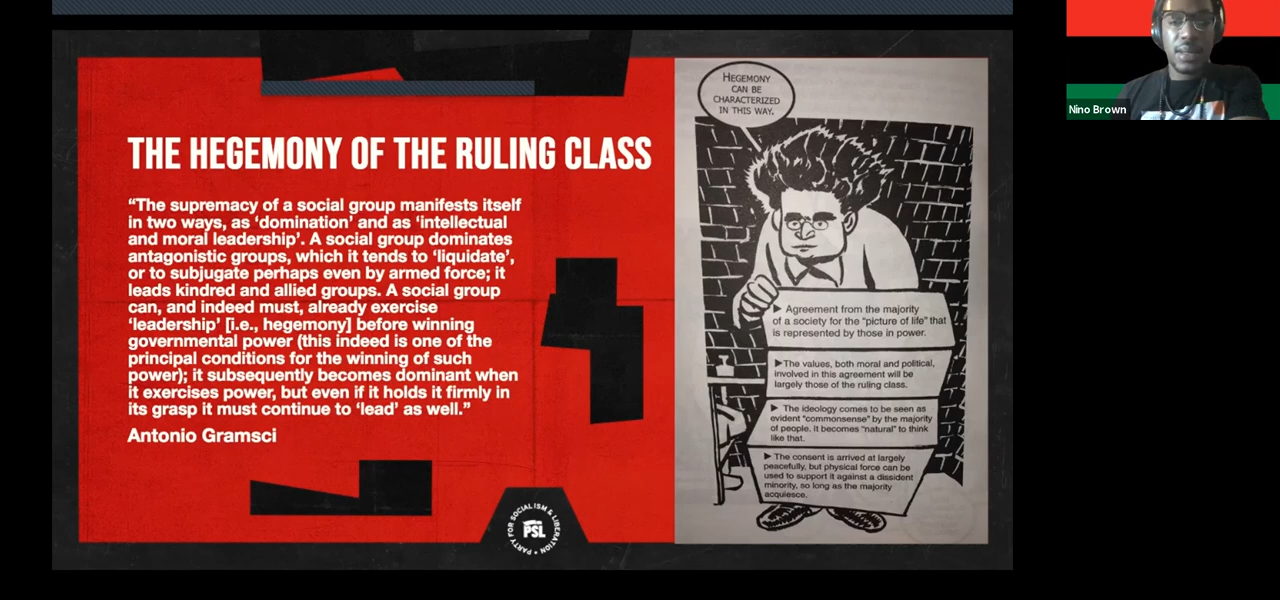 THE HEGEMONY OF THE RULING CLASS
“The supremacy of a social group manifests itself
in two ways, as ‘domination’ and as ‘intellectual
and moral leadership’. A social group dominates
antagonistic groups, which it tends to ‘liquidate’,
or to subjugate perhaps even by armed force; it
leads kindred and allied groups. A social group
can, and indeed must, already exercise
‘leadership’ [i.e., hegemony] before winning
governmental power (this indeed is one of the
principal conditions for the winning of such
power); it subsequently becomes dominant when
it exercises power, but even if it holds it firmly in
its grasp it must continue to ‘lead’ as well.”
Antonio Gramsci
PARTY FOR SOCIALISM & LIBERATION •
PSL
HEGEMONY
CAN BE
CHARACTERIZED
IN THIS WAY.
▶ Agreement from the majority
of a society for the “picture of life” that
is represented by those in power.
▶The values, both moral and political,
involved in this agreement will be
largely those of the ruling class.
▶ The ideology comes to be seen as
evident “commonsense” by the majority
of people. It becomes “natural” to think
like that.
▶ The consent is arrived at largely
peacefully, but physical force can be
used to support it against a dissident
minority, so long as the majority
acquiesce.
Nino Brown